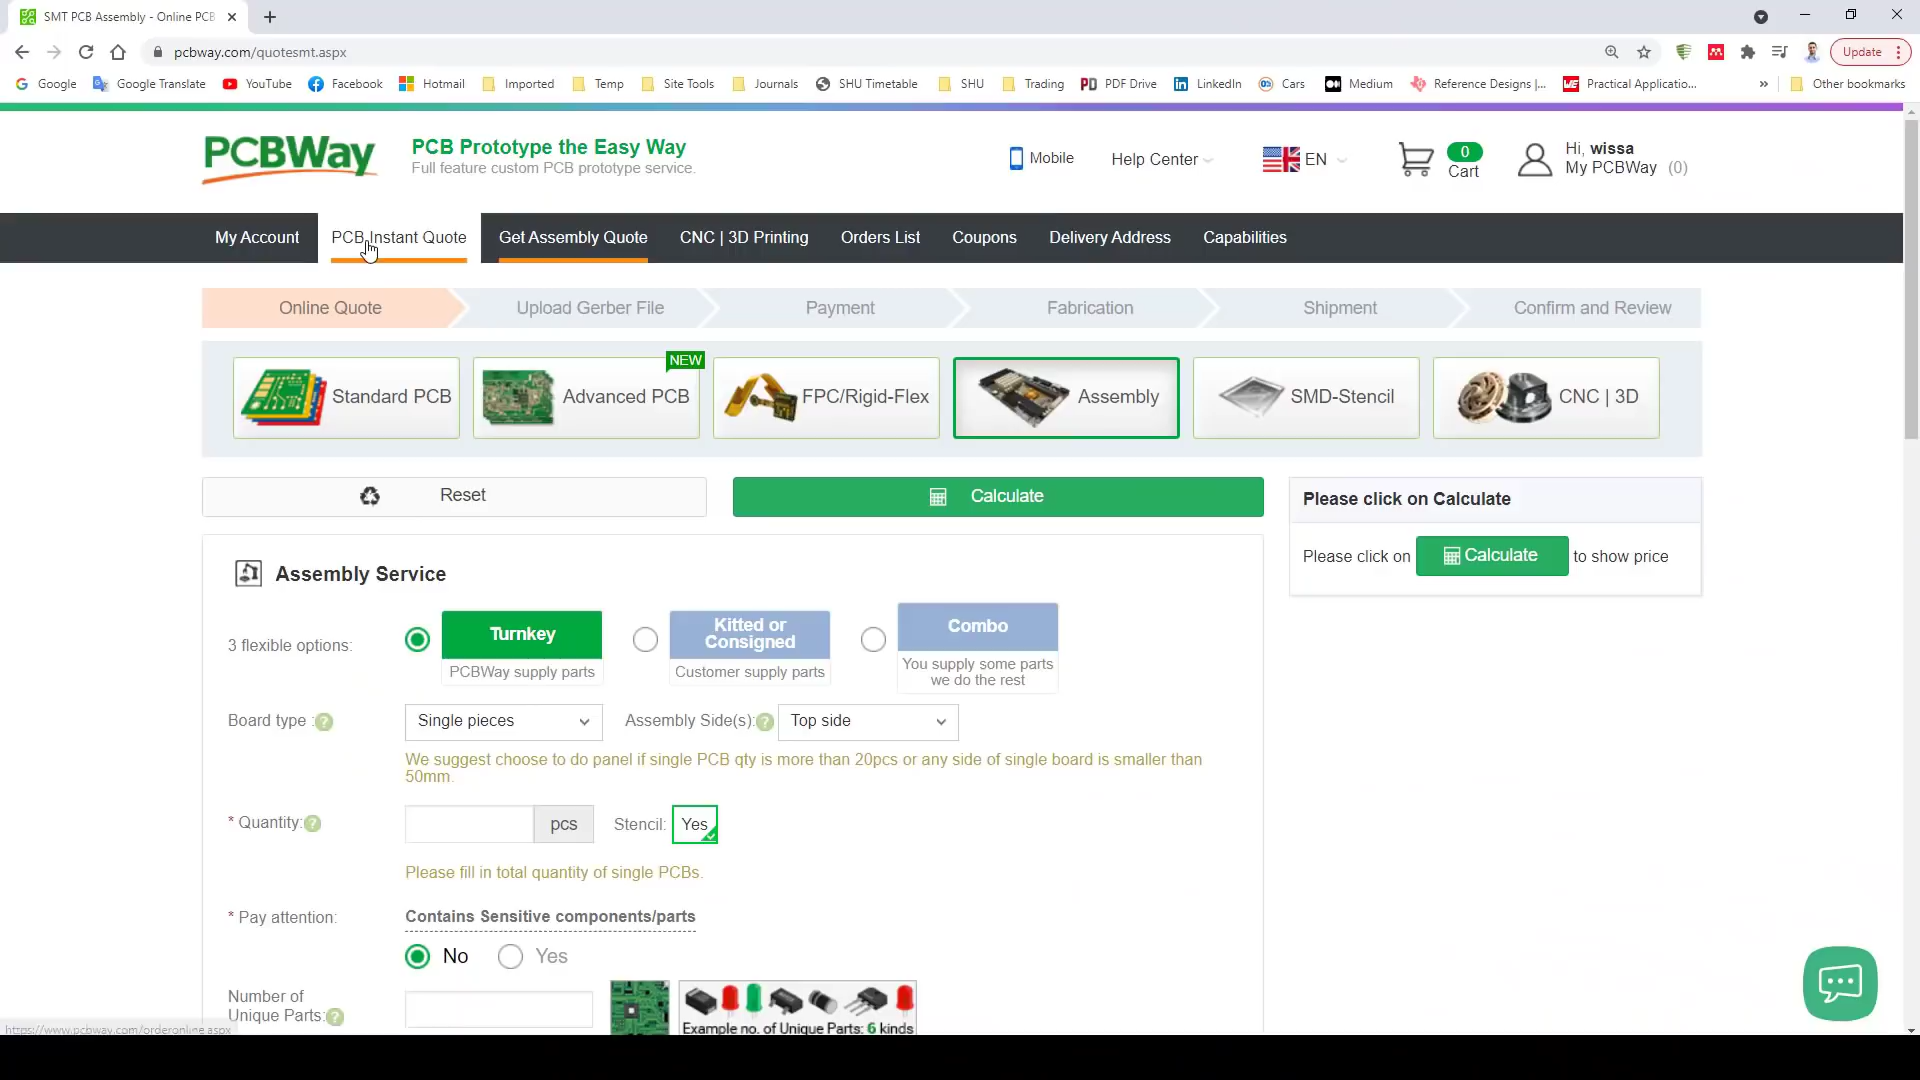 SMT PCB Assembly - Online PCB
pcbway.com/quotesmt.aspx
Update
Google
Google Translate
YouTube
Facebook
Hotmail
Imported
Temp
Site Tools
Journals
SHU Timetable
SHU
Trading
PDF Drive
LinkedIn
Cars
Medium
Reference Designs |...
Practical Applicatio...
»
Other bookmarks
PCBWay
PCB Prototype the Easy Way
Full feature custom PCB prototype service.
Mobile
Help Center
EN
0
Cart
Hi, wissa
My PCBWay (0)
My Account
PCB Instant Quote
Get Assembly Quote
CNC | 3D Printing
Orders List
Coupons
Delivery Address
Capabilities
Online Quote
Upload Gerber File
Payment
Fabrication
Shipment
Confirm and Review
Standard PCB
NEW
Advanced PCB
FPC/Rigid-Flex
Assembly
SMD-Stencil
CNC | 3D
Reset
Calculate
Please click on Calculate
Please click on Calculate to show price
Assembly Service
3 flexible options:
Turnkey
PCBWay supply parts
Kitted or
Consigned
Customer supply parts
Combo
You supply some parts
we do the rest
Board type :
Single pieces
Assembly Side(s):
Top side
We suggest choose to do panel if single PCB qty is more than 20pcs or any side of single board is smaller than
50mm.
* Quantity:
pcs
Stencil:
Yes
Please fill in total quantity of single PCBs.
* Pay attention:
Contains Sensitive components/parts
No
Yes
Number of
Unique Parts:
Example no. of Unique Parts: 6 kinds
https://www.pcbway.com/orderonline.aspx